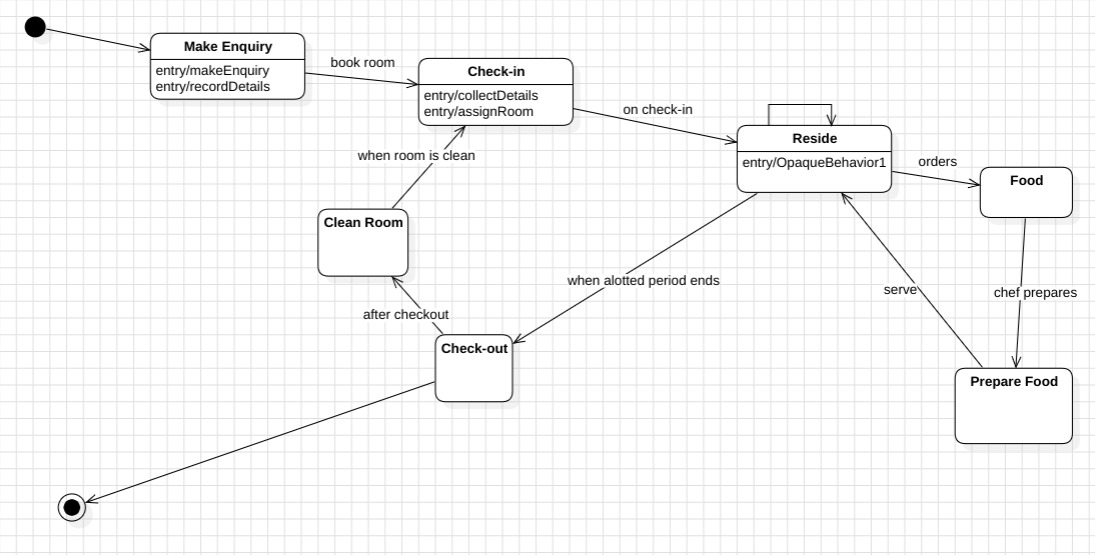 Make Enquiry
entry/makeEnquiry
entry/recordDetails
book room
Check-in
entry/collectDetails
entry/assignRoom
on check-in
Reside
entry/OpaqueBehavior1
orders
Food
when room is clean
Clean Room
when alotted period ends
serve
chef prepares
after checkout
Check-out
Prepare Food